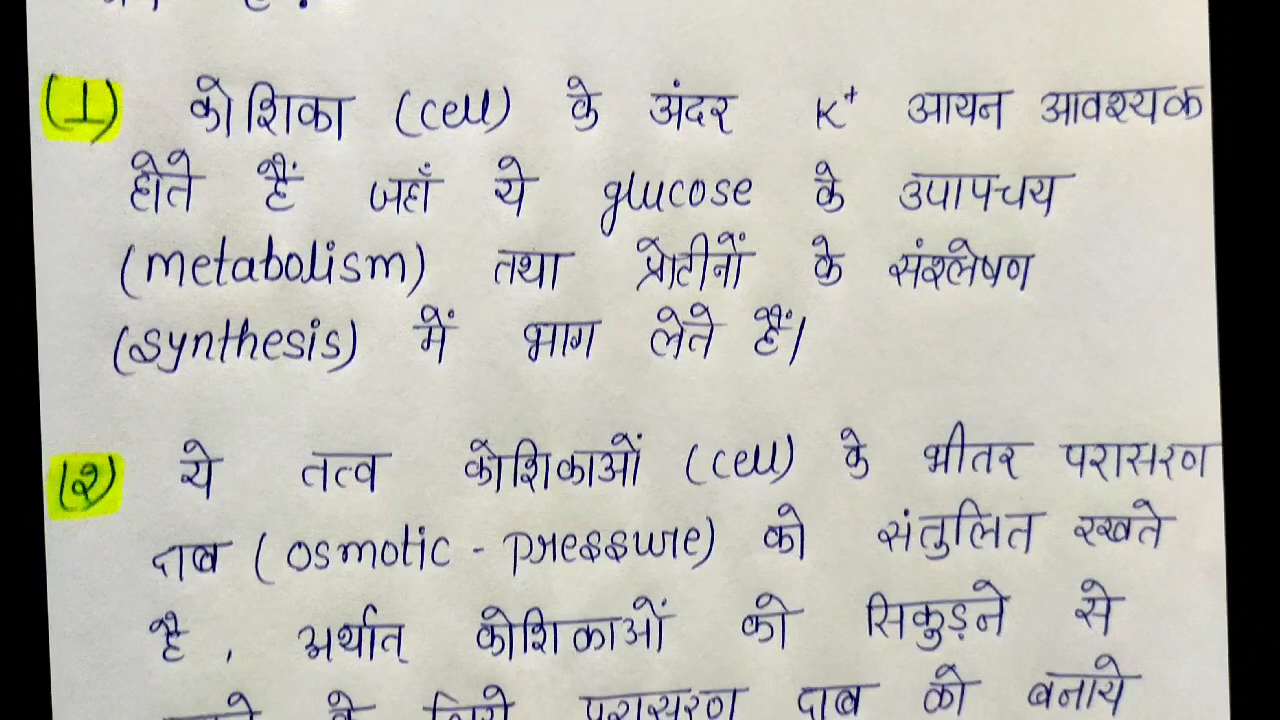 (1) कोशिका (cell) के अंदर K⁺ आयन आवश्यक
होते हैं जहाँ ये glucose के उपापचय
(metabolism) तथा प्रोटीनों के संश्लेषण
(synthesis) में भाग लेते हैं।
(२) ये तत्व कोशिकाओं (cell) के भीतर परासरण
दाब (osmotic - pressure) को संतुलित रखते
है, अर्थात् कोशिकाओं को सिकुड़ने से
के लिये परासरण दाब को बनाये